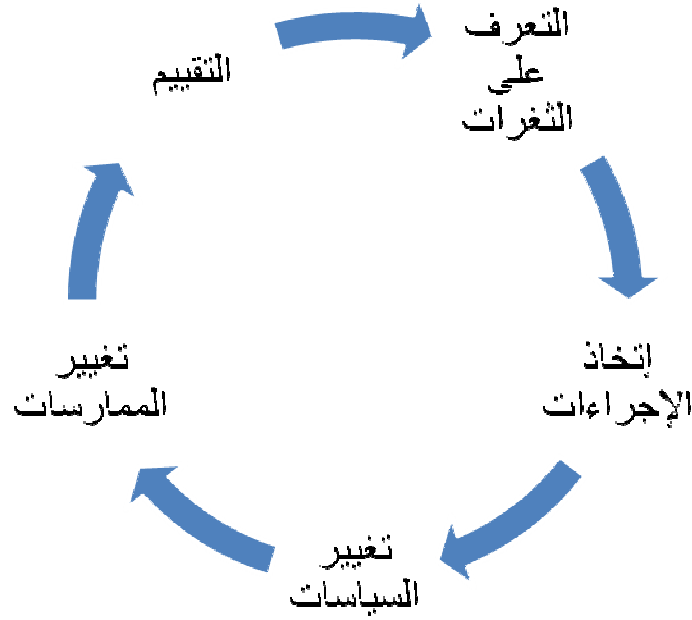 التعرف
على
الثغرات
إتخاذ
الإجراءات
تغيير
السياسات
تغيير
الممارسات
التقييم